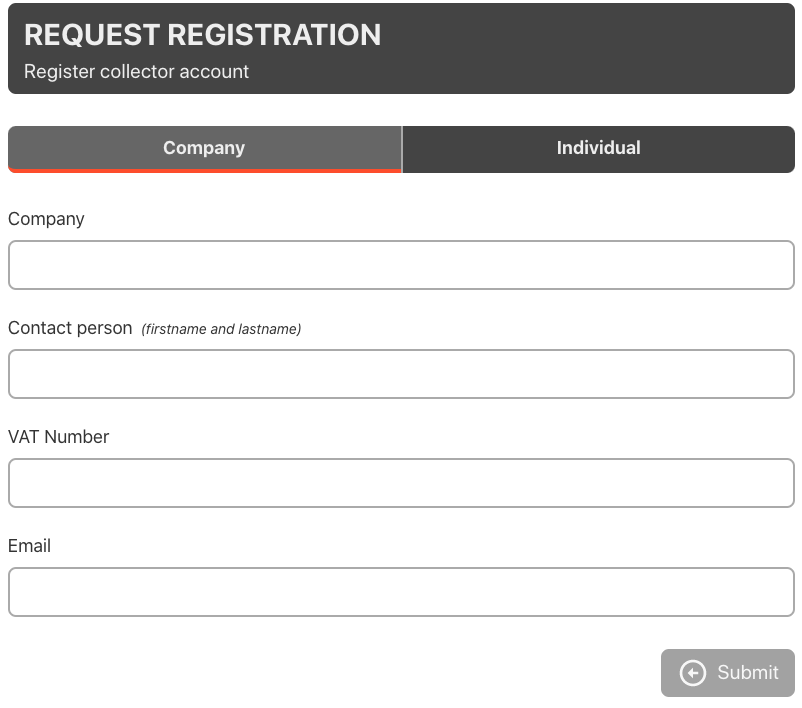 REQUEST REGISTRATION
Register collector account
Company
Individual
Company
Contact person (firstname and lastname)
VAT Number
Email
Submit